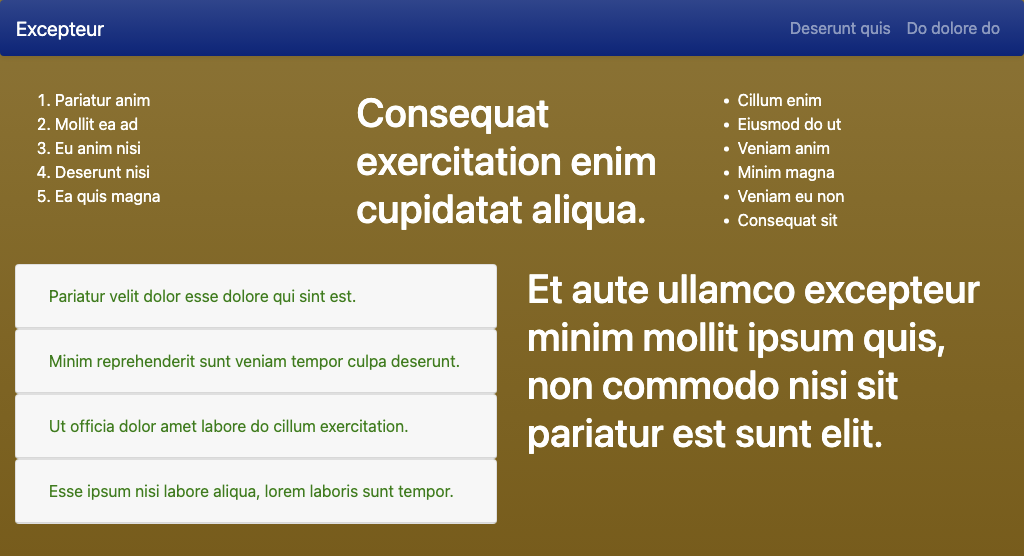 Excepteur
Deserunt quis
Do dolore do
1. Pariatur anim
2. Mollit ea ad
3. Eu anim nisi
4. Deserunt nisi
5. Ea quis magna
Consequat
exercitation enim
cupidatat aliqua.
• Cillum enim
• Eiusmod do ut
• Veniam anim
• Minim magna
• Veniam eu non
• Consequat sit
Pariatur velit dolor esse dolore qui sint est.
Minim reprehenderit sunt veniam tempor culpa deserunt.
Ut officia dolor amet labore do cillum exercitation.
Esse ipsum nisi labore aliqua, lorem laboris sunt tempor.
Et aute ullamco excepteur
minim mollit ipsum quis,
non commodo nisi sit
pariatur est sunt elit.